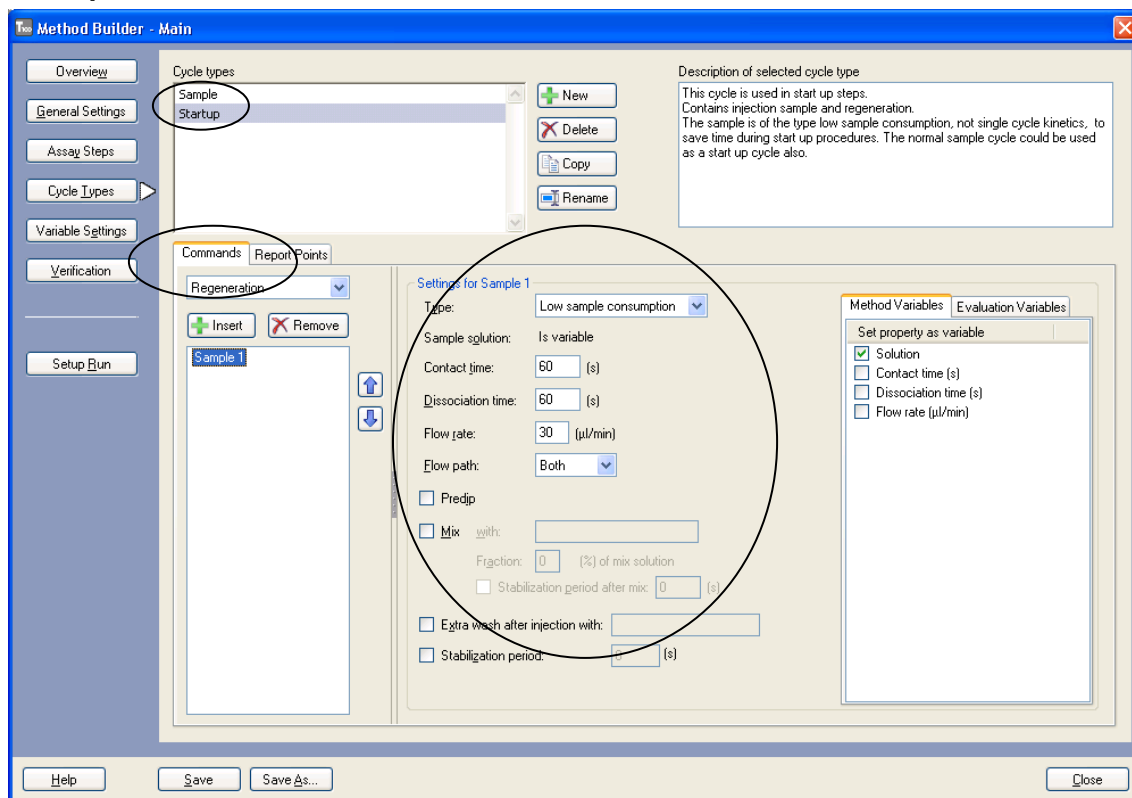 T100 Method Builder - Main
Overview
General Settings
Assay Steps
Cycle Types
Variable Settings
Verification
Setup Run
Cycle types
Sample
Startup
New
Delete
Copy
Rename
Description of selected cycle type
This cycle is used in start up steps.
Contains injection sample and regeneration.
The sample is of the type low sample consumption, not single cycle kinetics, to
save time during start up procedures. The normal sample cycle could be used
as a start up cycle also.
Commands Report Points
Regeneration
Insert Remove
Sample 1
Settings for Sample 1
Type: Low sample consumption
Sample solution: Is variable
Contact time: 60 (s)
Dissociation time: 60 (s)
Flow rate: 30 (µl/min)
Flow path: Both
Predip
Mix with:
Fraction: 0 (%) of mix solution
Stabilization period after mix: 0 (s)
Extra wash after injection with:
Stabilization period: 0 (s)
Method Variables Evaluation Variables
Set property as variable
Solution
Contact time (s)
Dissociation time (s)
Flow rate (µl/min)
Help Save Save As... Close